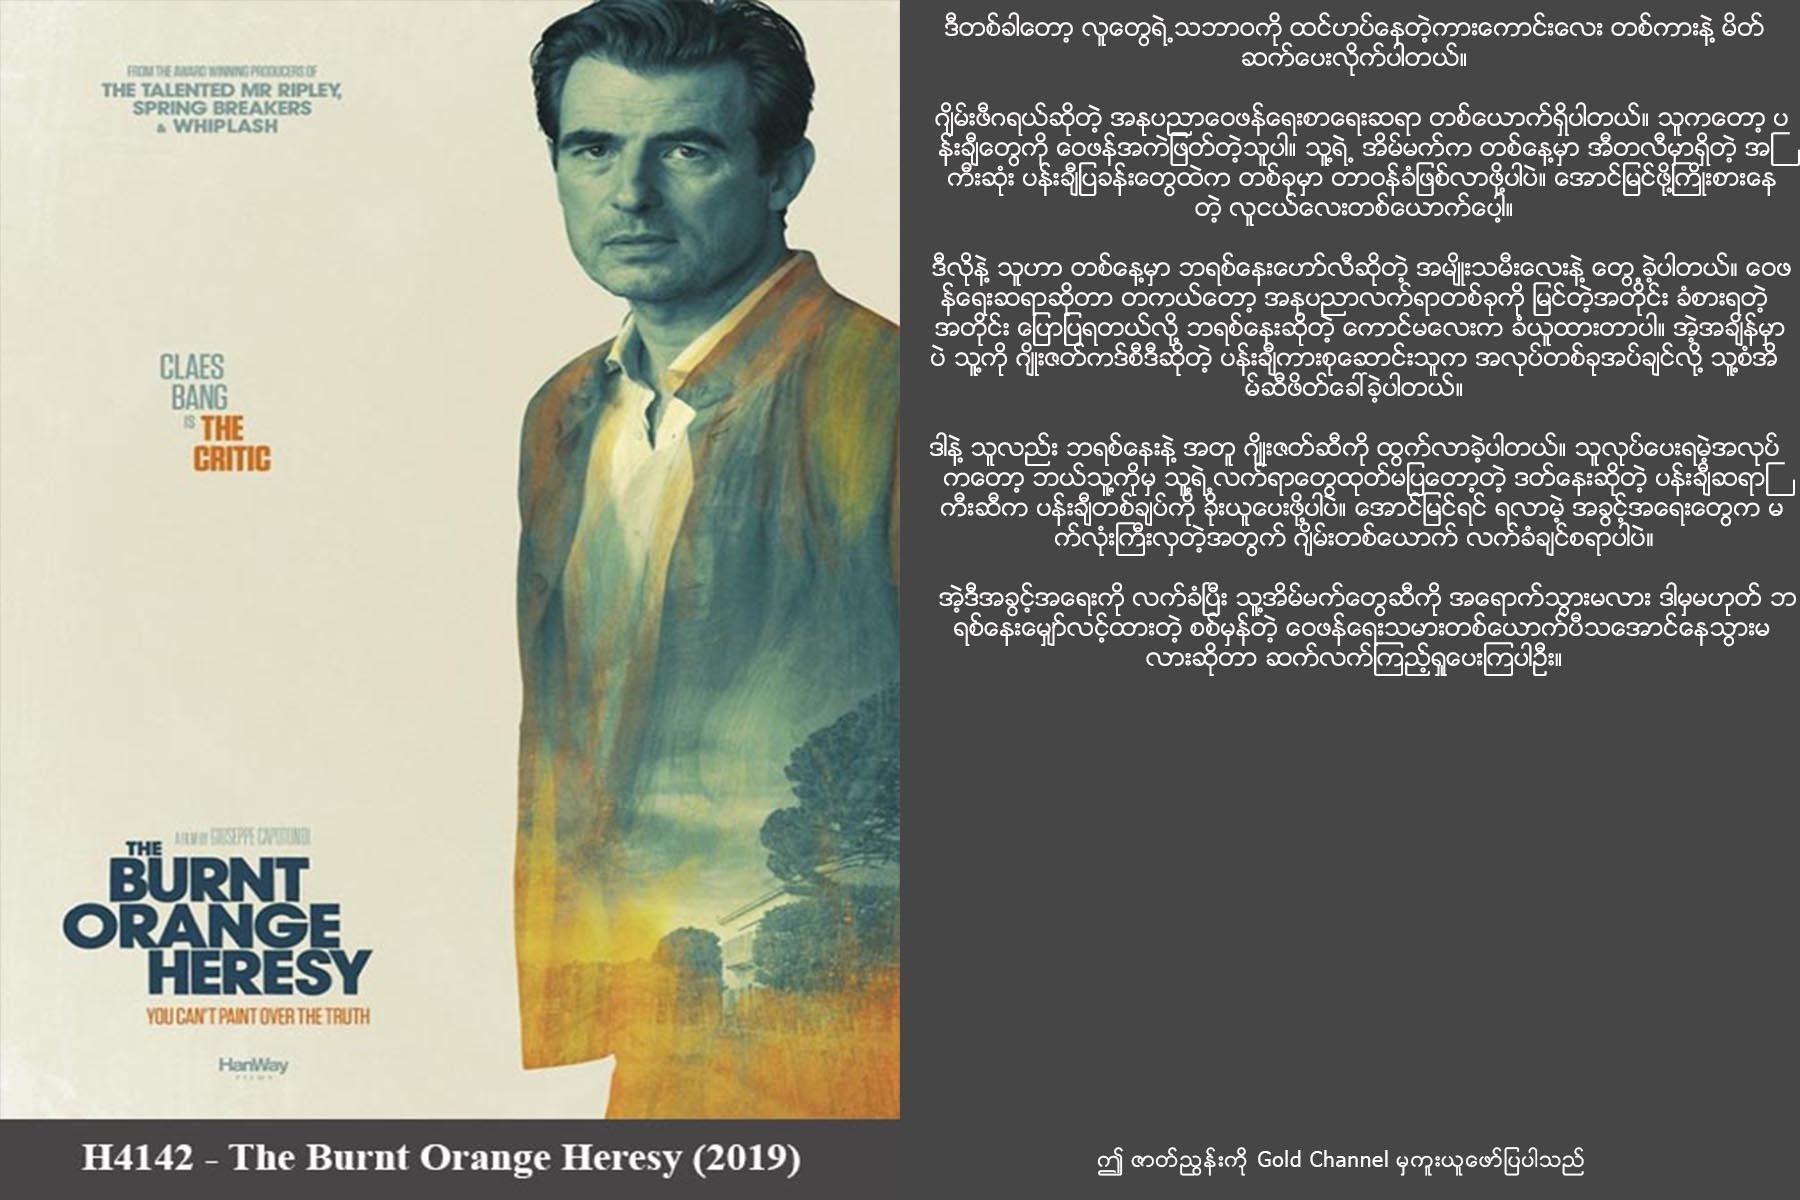 FROM THE AWARD WINNING PRODUCERS OF
THE TALENTED MR RIPLEY,
SPRING BREAKERS
& WHIPLASH
CLAES
BANG
IS THE
CRITIC
A FILM BY GIUSEPPE CAPOTONDI
THE
BURNT
ORANGE
HERESY
YOU CAN'T PAINT OVER THE TRUTH
HanWay
FILMS
H4142 - The Burnt Orange Heresy (2019)
ဒီတစ်ခါတော့ လူတွေရဲ့သဘာဝကို ထင်ဟပ်နေတဲ့ကားကောင်းလေး တစ်ကားနဲ့ မိတ်
ဆက်ပေးလိုက်ပါတယ်။
ဂျိမ်းဖီဂရယ်ဆိုတဲ့ အနုပညာဝေဖန်ရေးစာရေးဆရာ တစ်ယောက်ရှိပါတယ်။ သူကတော့ ပ
န်းချီတွေကို ဝေဖန်အကဲဖြတ်တဲ့သူပါ။ သူ့ရဲ့ အိမ်မက်က တစ်နေ့မှာ အီတလီမှာရှိတဲ့ အြ
ကီးဆုံး ပန်းချီပြခန်းတွေထဲက တစ်ခုမှာ တာဝန်ခံဖြစ်လာဖို့ပါပဲ။ အောင်မြင်ဖို့ကြိုးစားနေ
တဲ့ လူငယ်လေးတစ်ယောက်ပေါ့။
ဒီလိုနဲ့ သူဟာ တစ်နေ့မှာ ဘရစ်နေးဟော်လီဆိုတဲ့ အမျိုးသမီးလေးနဲ့ တွေ့ခဲ့ပါတယ်။ ဝေဖ
န်ရေးဆရာဆိုတာ တကယ်တော့ အနုပညာလက်ရာတစ်ခုကို မြင်တဲ့အတိုင်း ခံစားရတဲ့
အတိုင်း ပြောပြရတယ်လို့ ဘရစ်နေးဆိုတဲ့ ကောင်မလေးက ခံယူထားတာပါ။ အဲ့အချိန်မှာ
ပဲ သူ့ကို ဂျိုးဇတ်ကဒ်စီဒီဆိုတဲ့ ပန်းချီကားစုဆောင်းသူက အလုပ်တစ်ခုအပ်ချင်လို့ သူ့စံအိ
မ်ဆီဖိတ်ခေါ်ခဲ့ပါတယ်။
ဒါနဲ့ သူလည်း ဘရစ်နေးနဲ့ အတူ ဂျိုးဇတ်ဆီကို ထွက်လာခဲ့ပါတယ်။ သူလုပ်ပေးရမဲ့အလုပ်
ကတော့ ဘယ်သူ့ကိုမှ သူ့ရဲ့လက်ရာတွေထုတ်မပြတော့တဲ့ ဒတ်နေးဆိုတဲ့ ပန်းချီဆရာြ
ကီးဆီက ပန်းချီတစ်ချပ်ကို ခိုးယူပေးဖို့ပါပဲ။ အောင်မြင်ရင် ရလာမဲ့ အခွင့်အရေးတွေက မ
က်လုံးကြီးလှတဲ့အတွက် ဂျိမ်းတစ်ယောက် လက်ခံချင်စရာပါပဲ။
အဲ့ဒီအခွင့်အရေးကို လက်ခံပြီး သူ့အိမ်မက်တွေဆီကို အရောက်သွားမလား ဒါမှမဟုတ် ဘ
ရစ်နေးမျှော်လင့်ထားတဲ့ စစ်မှန်တဲ့ ဝေဖန်ရေးသမားတစ်ယောက်ပီသအောင်နေသွားမ
လားဆိုတာ ဆက်လက်ကြည့်ရှုပေးကြပါဦး။
ဤ ဇာတ်ညွှန်းကို Gold Channel မှကူးယူဖော်ပြပါသည်